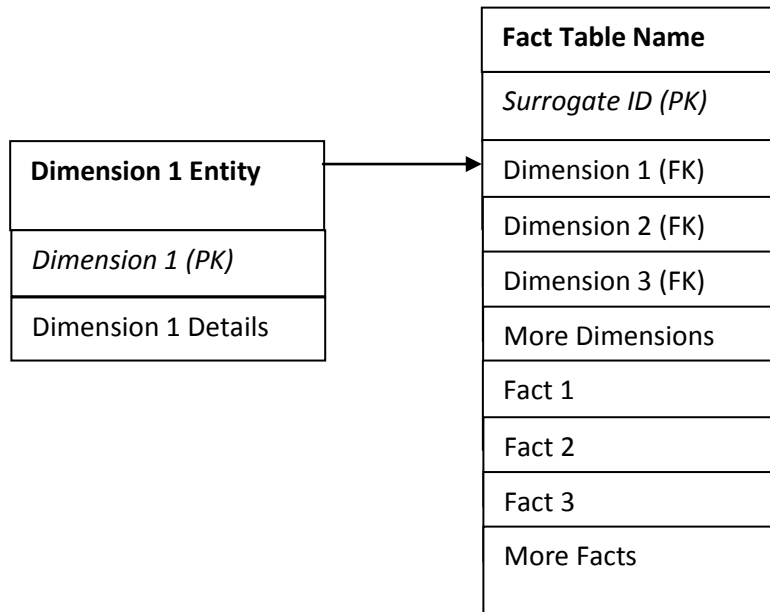 Dimension 1 Entity
Dimension 1 (PK)
Dimension 1 Details
Fact Table Name
Surrogate ID (PK)
Dimension 1 (FK)
Dimension 2 (FK)
Dimension 3 (FK)
More Dimensions
Fact 1
Fact 2
Fact 3
More Facts